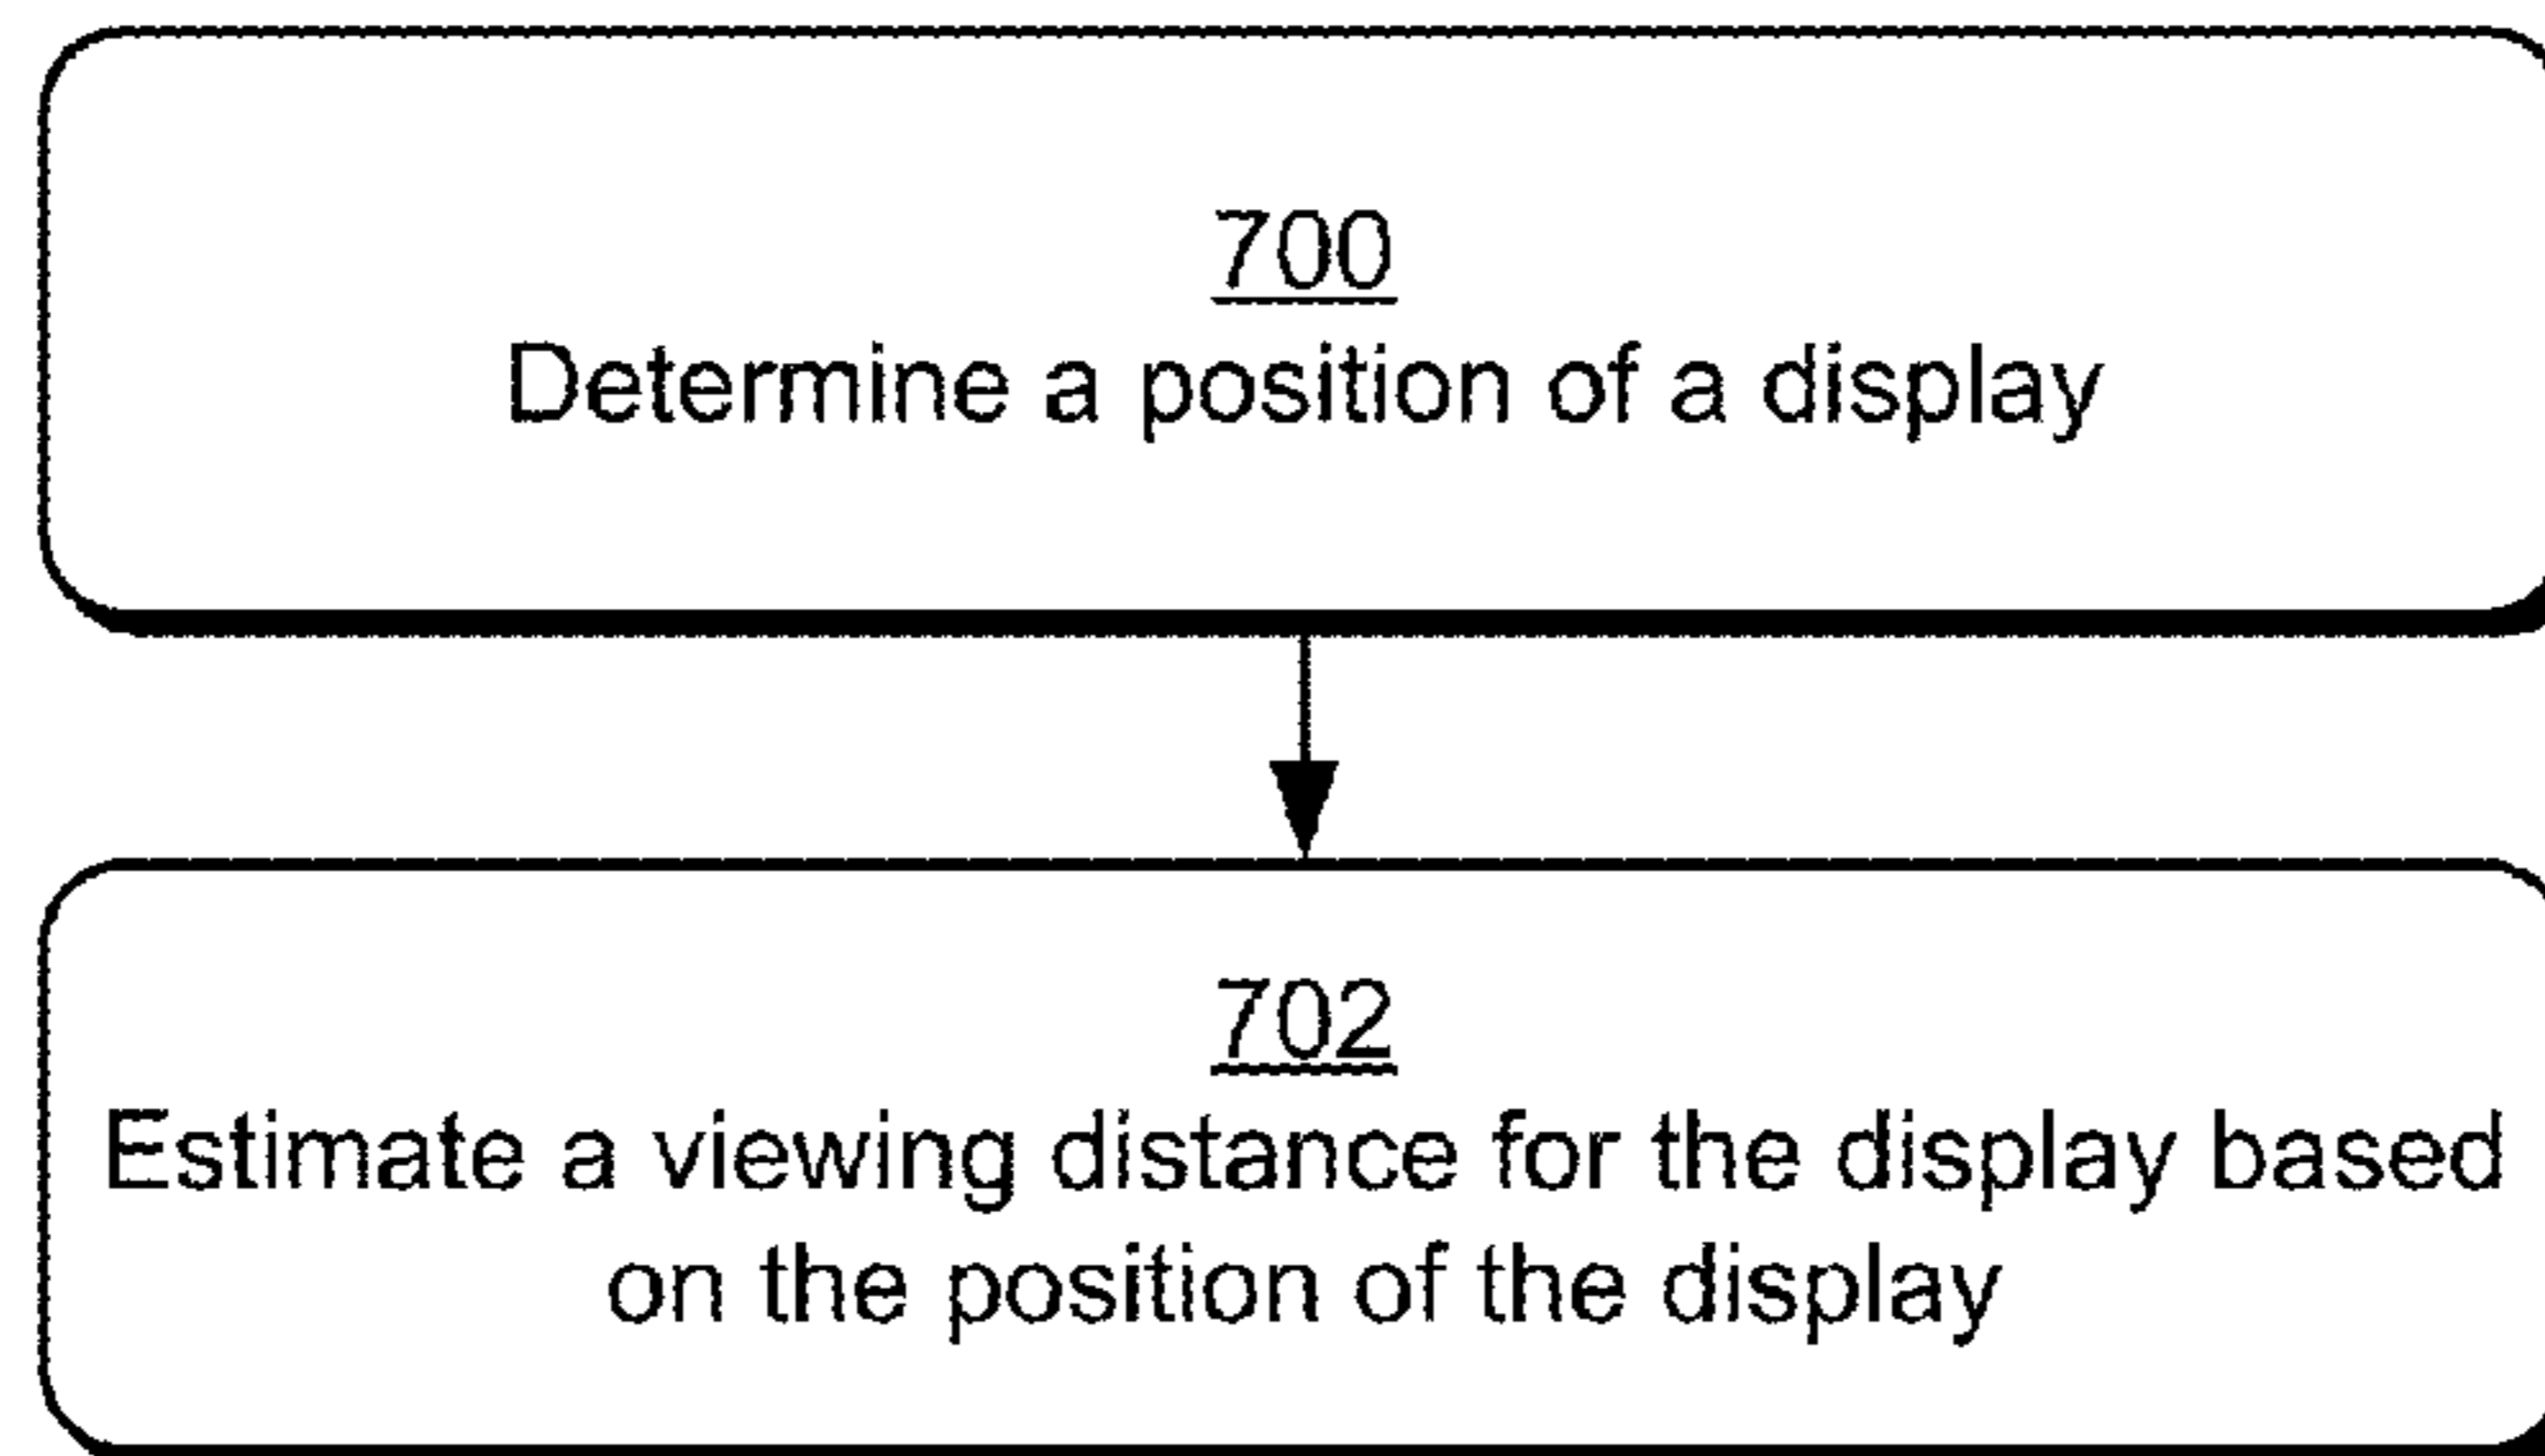 700
Determine a position of a display
702
Estimate a viewing distance for the display based
on the position of the display